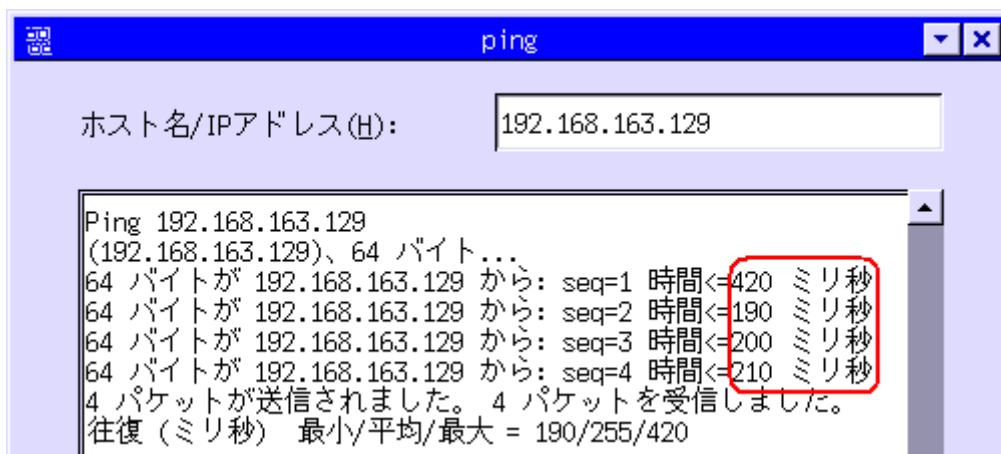 ping
ホスト名/IPアドレス(H): 192.168.163.129
Ping 192.168.163.129
(192.168.163.129)、64 バイト...
64 バイトが 192.168.163.129 から: seq=1 時間<=420 ミリ秒
64 バイトが 192.168.163.129 から: seq=2 時間<=190 ミリ秒
64 バイトが 192.168.163.129 から: seq=3 時間<=200 ミリ秒
64 バイトが 192.168.163.129 から: seq=4 時間<=210 ミリ秒
4 パケットが送信されました。 4 パケットを受信しました。
往復 (ミリ秒)  最小/平均/最大 = 190/255/420